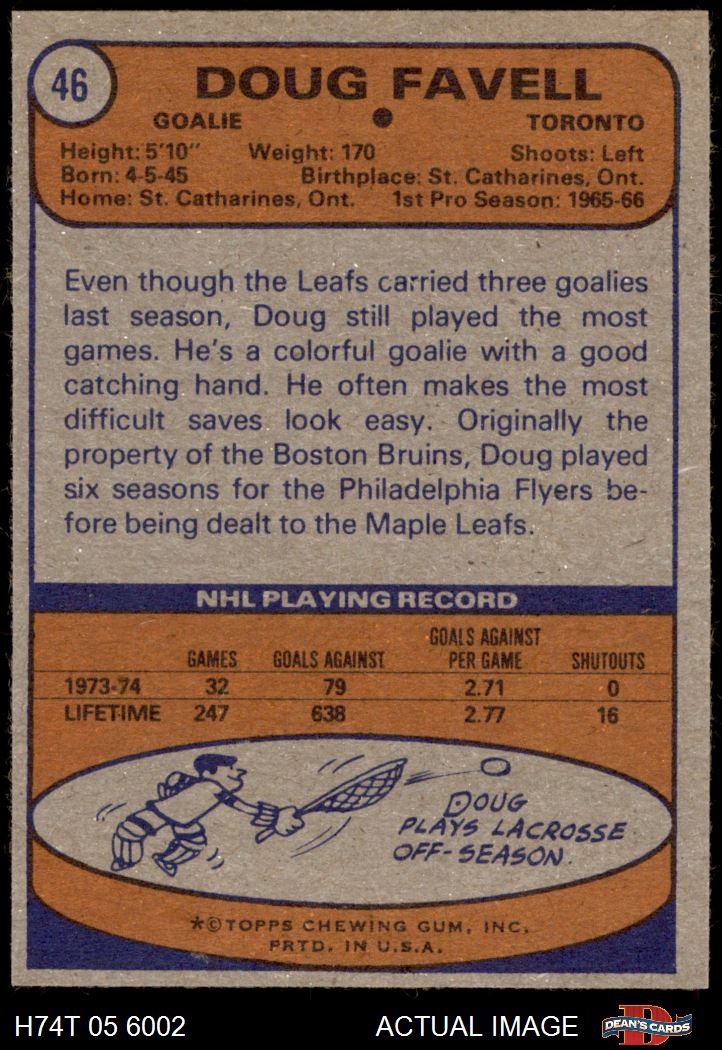 46
DOUG FAVELL
GOALIE
TORONTO
Height: 5'10" Weight: 170 Shoots: Left
Born: 4-5-45 Birthplace: St. Catharines, Ont.
Home: St. Catharines, Ont. 1st Pro Season: 1965-66
Even though the Leafs carried three goalies
last season, Doug still played the most
games. He's a colorful goalie with a good
catching hand. He often makes the most
difficult saves look easy. Originally the
property of the Boston Bruins, Doug played
six seasons for the Philadelphia Flyers be-
fore being dealt to the Maple Leafs.
NHL PLAYING RECORD
GAMES GOALS AGAINST GOALS AGAINST PER GAME SHUTOUTS
1973-74 32 79 2.71 0
LIFETIME 247 638 2.77 16
DOUG
PLAYS LACROSSE
OFF-SEASON.
*©TOPPS CHEWING GUM, INC.
PRTD. IN U.S.A.
H74T 05 6002 ACTUAL IMAGE
D
DEAN'S CARDS